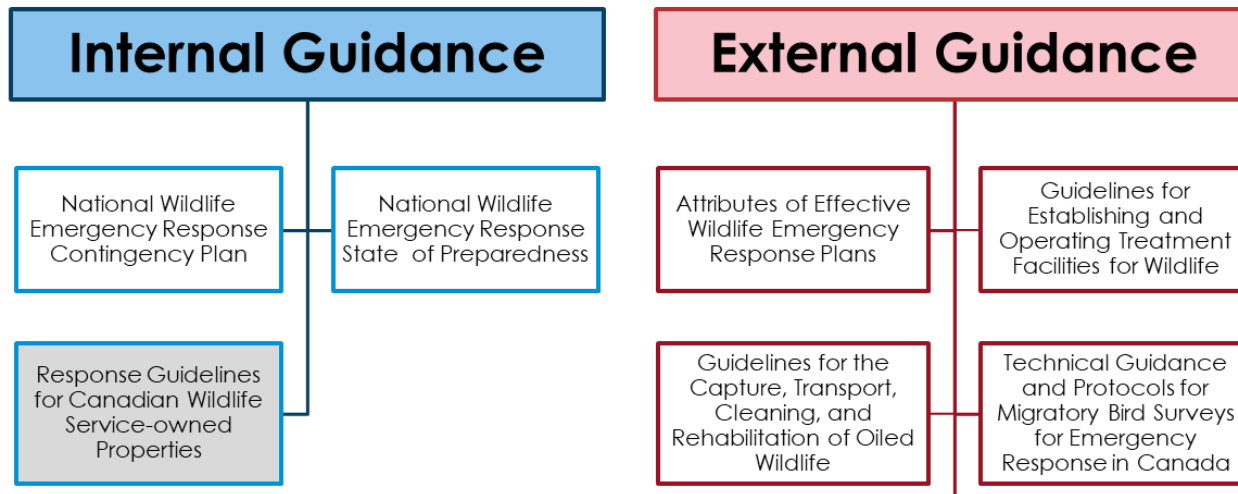 Internal Guidance
External Guidance
National Wildlife
Emergency Response
Contingency Plan
National Wildlife
Emergency Response
State of Preparedness
Attributes of Effective
Wildlife Emergency
Response Plans
Guidelines for
Establishing and
Operating Treatment
Facilities for Wildlife
Response Guidelines
for Canadian Wildlife
Service-owned
Properties
Guidelines for the
Capture, Transport,
Cleaning, and
Rehabilitation of Oiled
Wildlife
Technical Guidance
and Protocols for
Migratory Bird Surveys
for Emergency
Response in Canada